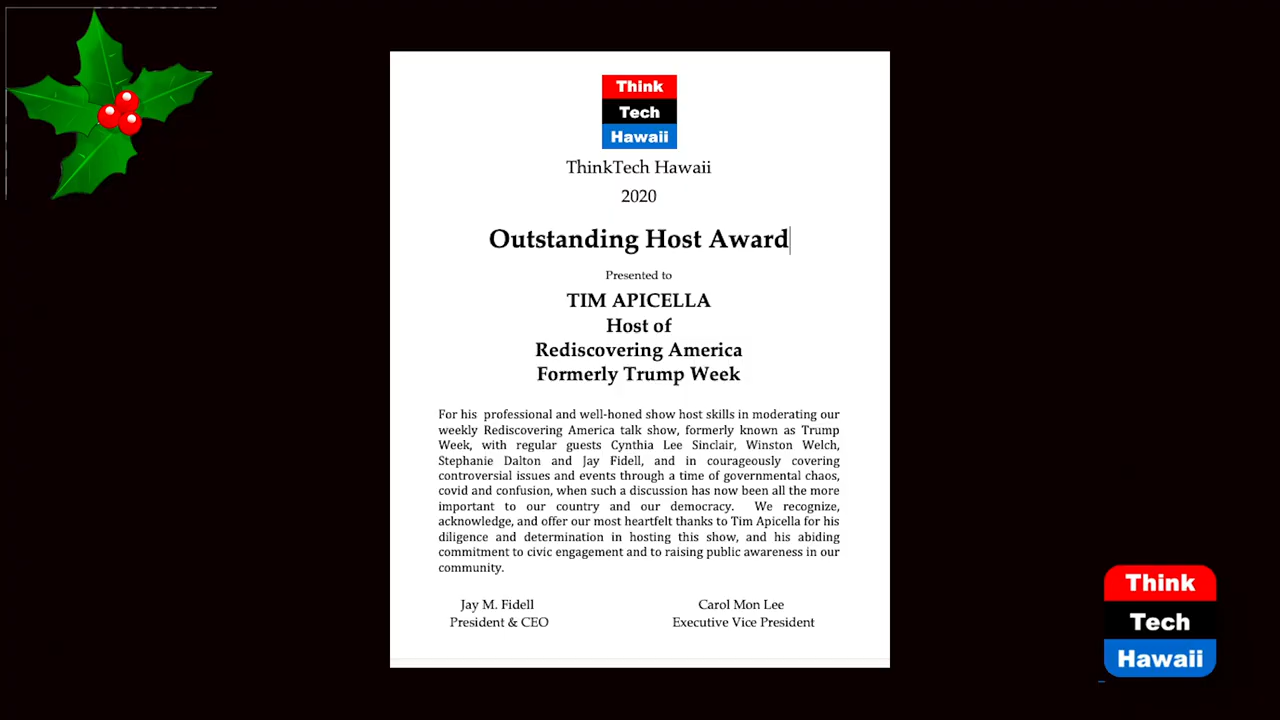 Think
Tech
Hawaii
ThinkTech Hawaii
2020
Outstanding Host Award
Presented to
TIM APICELLA
Host of
Rediscovering America
Formerly Trump Week
For his professional and well-honed show host skills in moderating our
weekly Rediscovering America talk show, formerly known as Trump
Week, with regular guests Cynthia Lee Sinclair, Winston Welch,
Stephanie Dalton and Jay Fidell, and in courageously covering
controversial issues and events through a time of governmental chaos,
covid and confusion, when such a discussion has now been all the more
important to our country and our democracy. We recognize,
acknowledge, and offer our most heartfelt thanks to Tim Apicella for his
diligence and determination in hosting this show, and his abiding
commitment to civic engagement and to raising public awareness in our
community.
Jay M. Fidell
President & CEO
Carol Mon Lee
Executive Vice President
Think
Tech
Hawaii